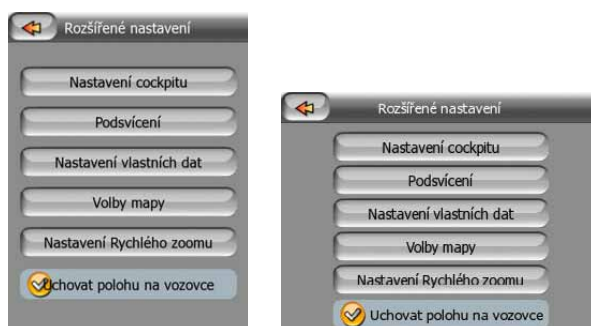 Rozšířené nastavení
Nastavení cockpitu
Podsvícení
Nastavení vlastních dat
Volby mapy
Nastavení Rychlého zoomu
Uchovat polohu na vozovce
Rozšířené nastavení
Nastavení cockpitu
Podsvícení
Nastavení vlastních dat
Volby mapy
Nastavení Rychlého zoomu
Uchovat polohu na vozovce